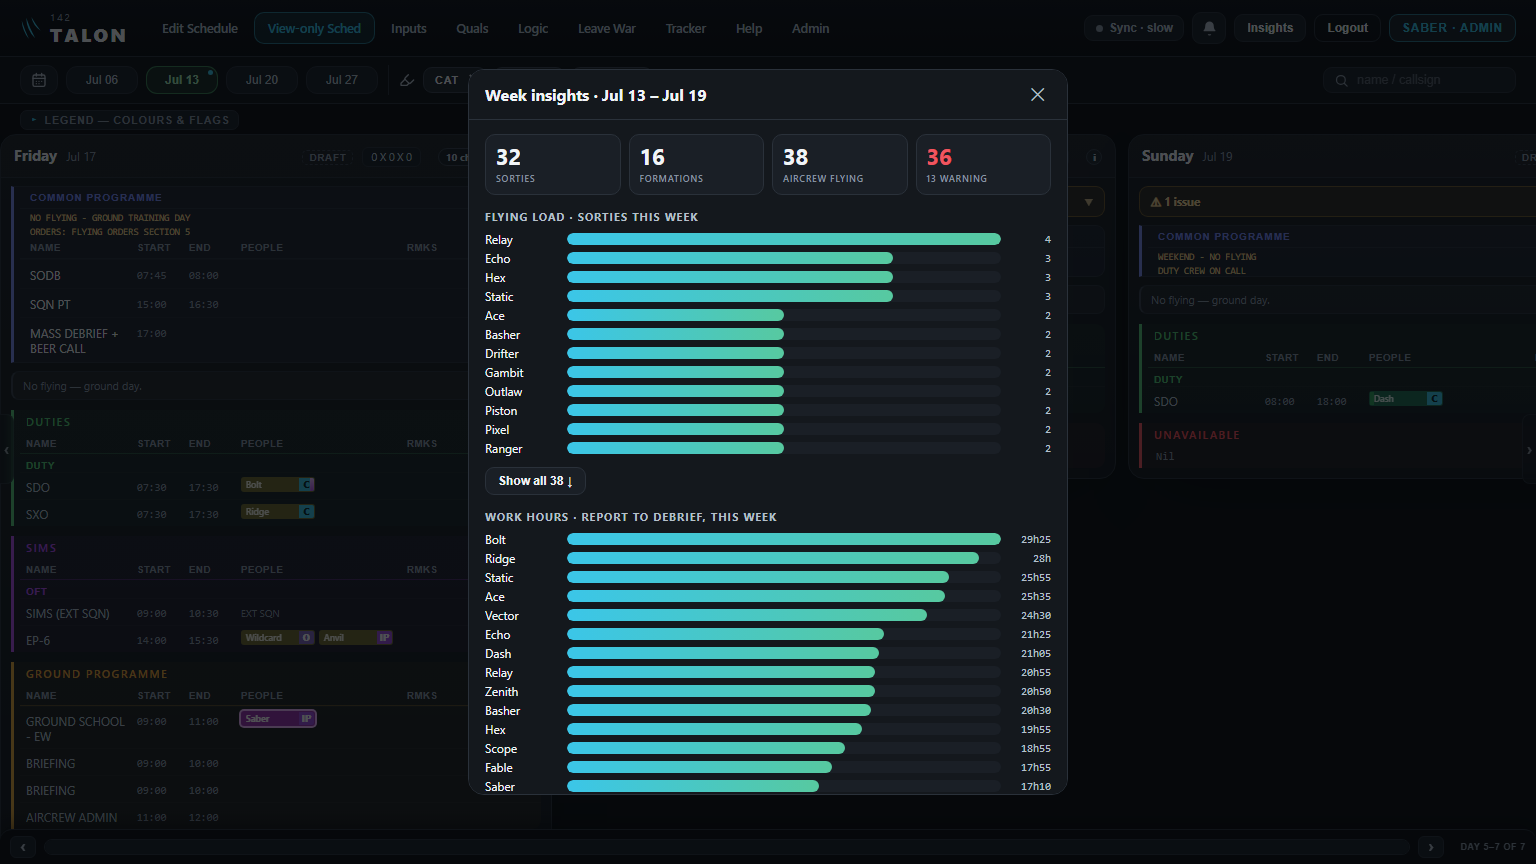 142
TALON
Edit Schedule
View-only Sched
Inputs
Quals
Logic
Leave War
Tracker
Help
Admin
Sync · slow
Insights
Logout
SABER · ADMIN
Jul 06
Jul 13
Jul 20
Jul 27
CAT
name / callsign
LEGEND — COLOURS & FLAGS
Friday Jul 17
DRAFT
0 X 0 X 0
COMMON PROGRAMME
NO FLYING - GROUND TRAINING DAY
ORDERS: FLYING ORDERS SECTION 5
NAME START END PEOPLE RMKS
SODB 07:45 08:00
SQN PT 15:00 16:30
MASS DEBRIEF + 17:00
BEER CALL
No flying — ground day.
DUTIES
NAME START END PEOPLE RMKS
DUTY
SDO 07:30 17:30 Bolt C
SXO 07:30 17:30 Ridge C
SIMS
NAME START END PEOPLE RMKS
OFT
SIMS (EXT SQN) 09:00 10:30 EXT SQN
EP-6 14:00 15:30 Wildcard O Anvil IP
GROUND PROGRAMME
NAME START END PEOPLE RMKS
GROUND SCHOOL 09:00 11:00 Saber IP
- EW
BRIEFING 09:00 10:00
BRIEFING 09:00 10:00
AIRCREW ADMIN 11:00 12:00
Week insights · Jul 13 – Jul 19
32
SORTIES
16
FORMATIONS
38
AIRCREW FLYING
36
13 WARNING
FLYING LOAD · SORTIES THIS WEEK
Relay 4
Echo 3
Hex 3
Static 3
Ace 2
Basher 2
Drifter 2
Gambit 2
Outlaw 2
Piston 2
Pixel 2
Ranger 2
Show all 38 ↓
WORK HOURS · REPORT TO DEBRIEF, THIS WEEK
Bolt 29h25
Ridge 28h
Static 25h55
Ace 25h35
Vector 24h30
Echo 21h25
Dash 21h05
Relay 20h55
Zenith 20h50
Basher 20h30
Hex 19h55
Scope 18h55
Fable 17h55
Saber 17h10
Sunday Jul 19
1 issue
COMMON PROGRAMME
WEEKEND - NO FLYING
DUTY CREW ON CALL
No flying — ground day.
DUTIES
NAME START END PEOPLE
DUTY
SDO 08:00 18:00 Dash C
UNAVAILABLE
Nil
DAY 5–7 OF 7